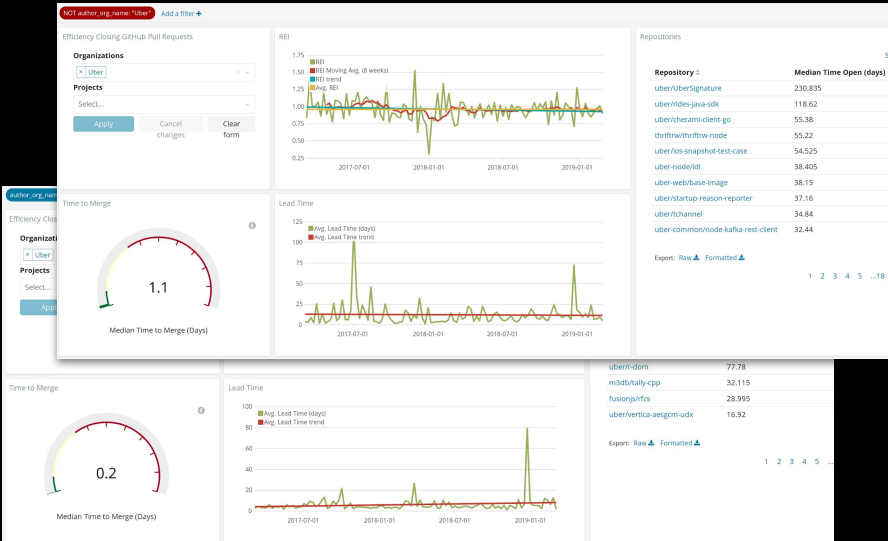 NOT author_org_name: "Uber" Add a filter +
Efficiency Closing GitHub Pull Requests
Organizations
× Uber
Projects
Select...
Apply
Cancel changes
Clear form
REI
1.75
1.50
1.25
1.00
0.75
0.50
0.25
REI
REI Moving Avg. (8 weeks)
REI trend
Avg. REI
2017-07-01
2018-01-01
2018-07-01
2019-01-01
Repositories
S
Repository Median Time Open (days)
uber/UberSignature 230.835
uber/rides-java-sdk 118.62
uber/cherami-client-go 55.38
thriftrw/thriftrw-node 55.22
uber/ios-snapshot-test-case 54.525
uber-node/idl 38.405
uber-web/base-image 38.15
uber/startup-reason-reporter 37.16
uber/tchannel 34.84
uber-common/node-kafka-rest-client 32.44
Export: Raw Formatted
1 2 3 4 5 ...18
Time to Merge
1.1
Median Time to Merge (Days)
Lead Time
125
100
75
50
25
0
Avg. Lead Time (days)
Avg. Lead Time trend
2017-07-01
2018-01-01
2018-07-01
2019-01-01
author_org_nam
Efficiency Clos
Organizati
× Uber
Projects
Select...
Appl
Time to Merge
0.2
Median Time to Merge (Days)
Lead Time
100
80
60
40
20
0
Avg. Lead Time (days)
Avg. Lead Time trend
2017-07-01
2018-01-01
2018-07-01
2019-01-01
uber/r-dom 77.78
m3db/tally-cpp 32.115
fusionjs/rfcs 28.995
uber/vertica-aesgcm-udx 16.92
Export: Raw Formatted
1 2 3 4 5 ...